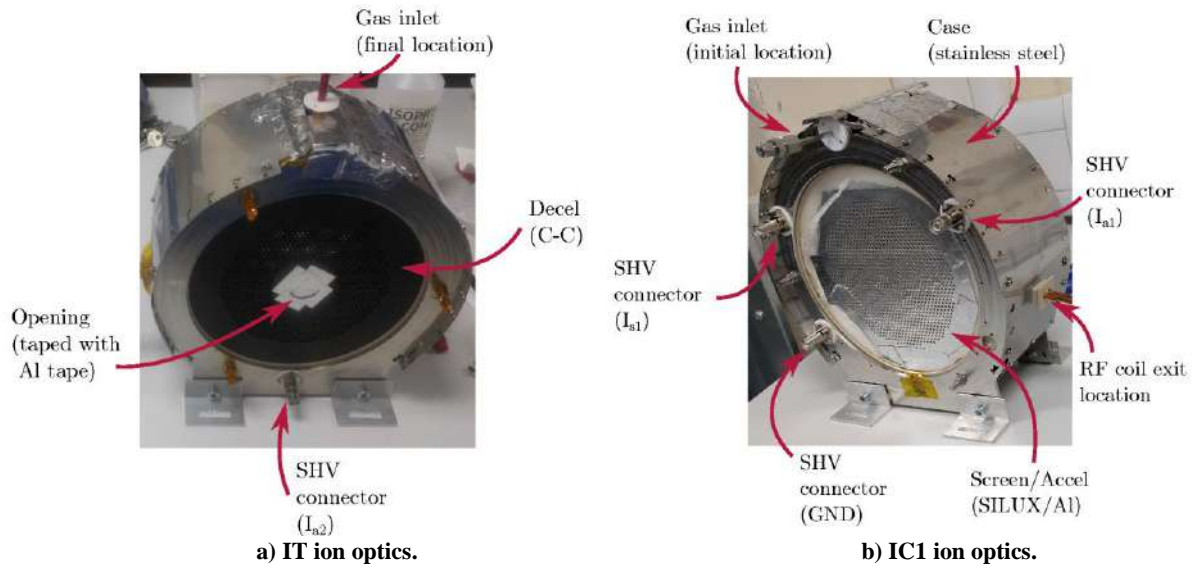 Gas inlet
(final location)
ISOPR
COM
Decel
(C-C)
Opening
(taped with
Al tape)
SHV
connector
(Ia2)
a) IT ion optics.
Gas inlet
(initial location)
Case
(stainless steel)
SHV
connector
(Ia1)
SHV
connector
(Is1)
RF coil exit
location
SHV
connector
(GND)
Screen/Accel
(SILUX/Al)
b) IC1 ion optics.